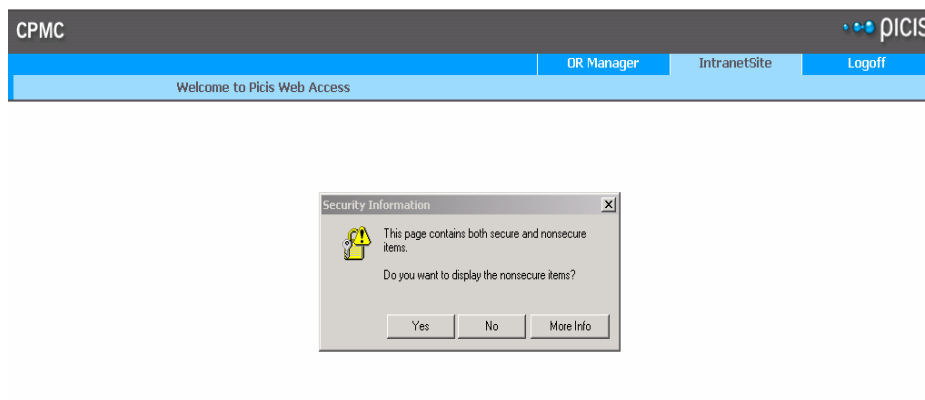 CPMC
PICIS
OR Manager IntranetSite Logoff
Welcome to Picis Web Access
Security Information
This page contains both secure and nonsecure
items.
Do you want to display the nonsecure items?
Yes No More Info